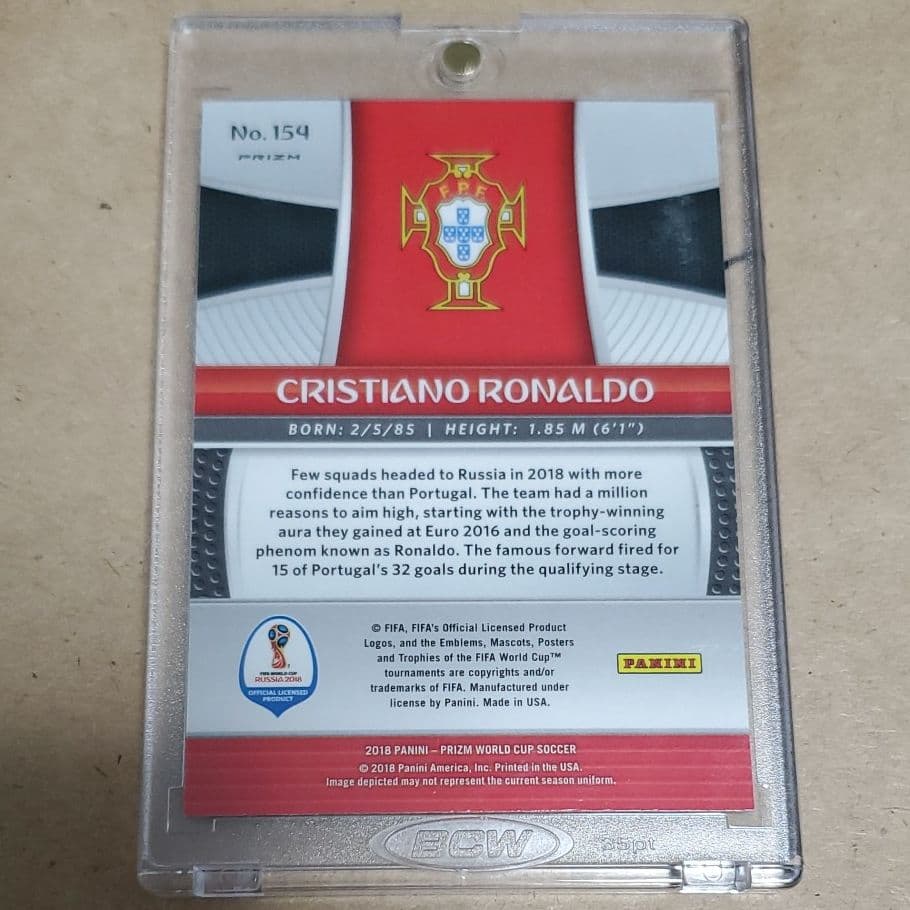 No. 154
PRIZM
FPF
CRISTIANO RONALDO
BORN: 2/5/85 | HEIGHT: 1.85 M (6'1")
Few squads headed to Russia in 2018 with more
confidence than Portugal. The team had a million
reasons to aim high, starting with the trophy-winning
aura they gained at Euro 2016 and the goal-scoring
phenom known as Ronaldo. The famous forward fired for
15 of Portugal's 32 goals during the qualifying stage.
FIFA WORLD CUP
RUSSIA 2018
OFFICIAL LICENSED
PRODUCT
© FIFA, FIFA's Official Licensed Product
Logos, and the Emblems, Mascots, Posters
and Trophies of the FIFA World Cup™
tournaments are copyrights and/or
trademarks of FIFA. Manufactured under
license by Panini. Made in USA.
PANINI
2018 PANINI – PRIZM WORLD CUP SOCCER
© 2018 Panini America, Inc. Printed in the USA.
Image depicted may not represent the current season uniform.
BCW
55pt